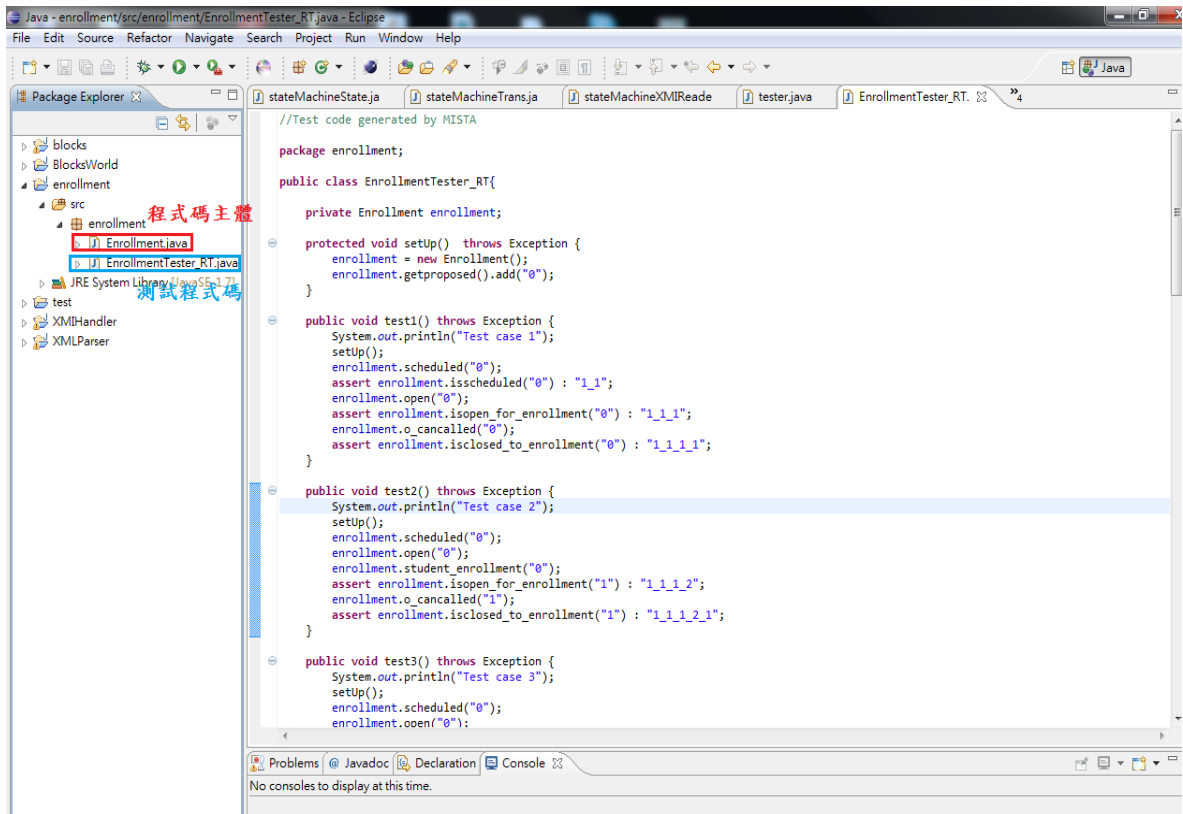 Java - enrollment/src/enrollment/EnrollmentTester_RT.java - Eclipse
File Edit Source Refactor Navigate Search Project Run Window Help
Java
Package Explorer
stateMachineState.ja
stateMachineTrans.ja
stateMachineXMIReade
tester.java
EnrollmentTester_RT.
»4
blocks
BlocksWorld
enrollment
src
enrollment
程式碼主體
Enrollment.java
EnrollmentTester_RT.java
JRE System Library [JavaSE-1.7]
測試程式碼
test
XMIHandler
XMLParser
//Test code generated by MISTA
package enrollment;
public class EnrollmentTester_RT{
private Enrollment enrollment;
protected void setUp() throws Exception {
enrollment = new Enrollment();
enrollment.getproposed().add("0");
}
public void test1() throws Exception {
System.out.println("Test case 1");
setUp();
enrollment.scheduled("0");
assert enrollment.isscheduled("0") : "1_1";
enrollment.open("0");
assert enrollment.isopen_for_enrollment("0") : "1_1_1";
enrollment.o_cancalled("0");
assert enrollment.isclosed_to_enrollment("0") : "1_1_1_1";
}
public void test2() throws Exception {
System.out.println("Test case 2");
setUp();
enrollment.scheduled("0");
enrollment.open("0");
enrollment.student_enrollment("0");
assert enrollment.isopen_for_enrollment("1") : "1_1_1_2";
enrollment.o_cancalled("1");
assert enrollment.isclosed_to_enrollment("1") : "1_1_1_2_1";
}
public void test3() throws Exception {
System.out.println("Test case 3");
setUp();
enrollment.scheduled("0");
enrollment.open("0");
Problems @ Javadoc Declaration Console
No consoles to display at this time.